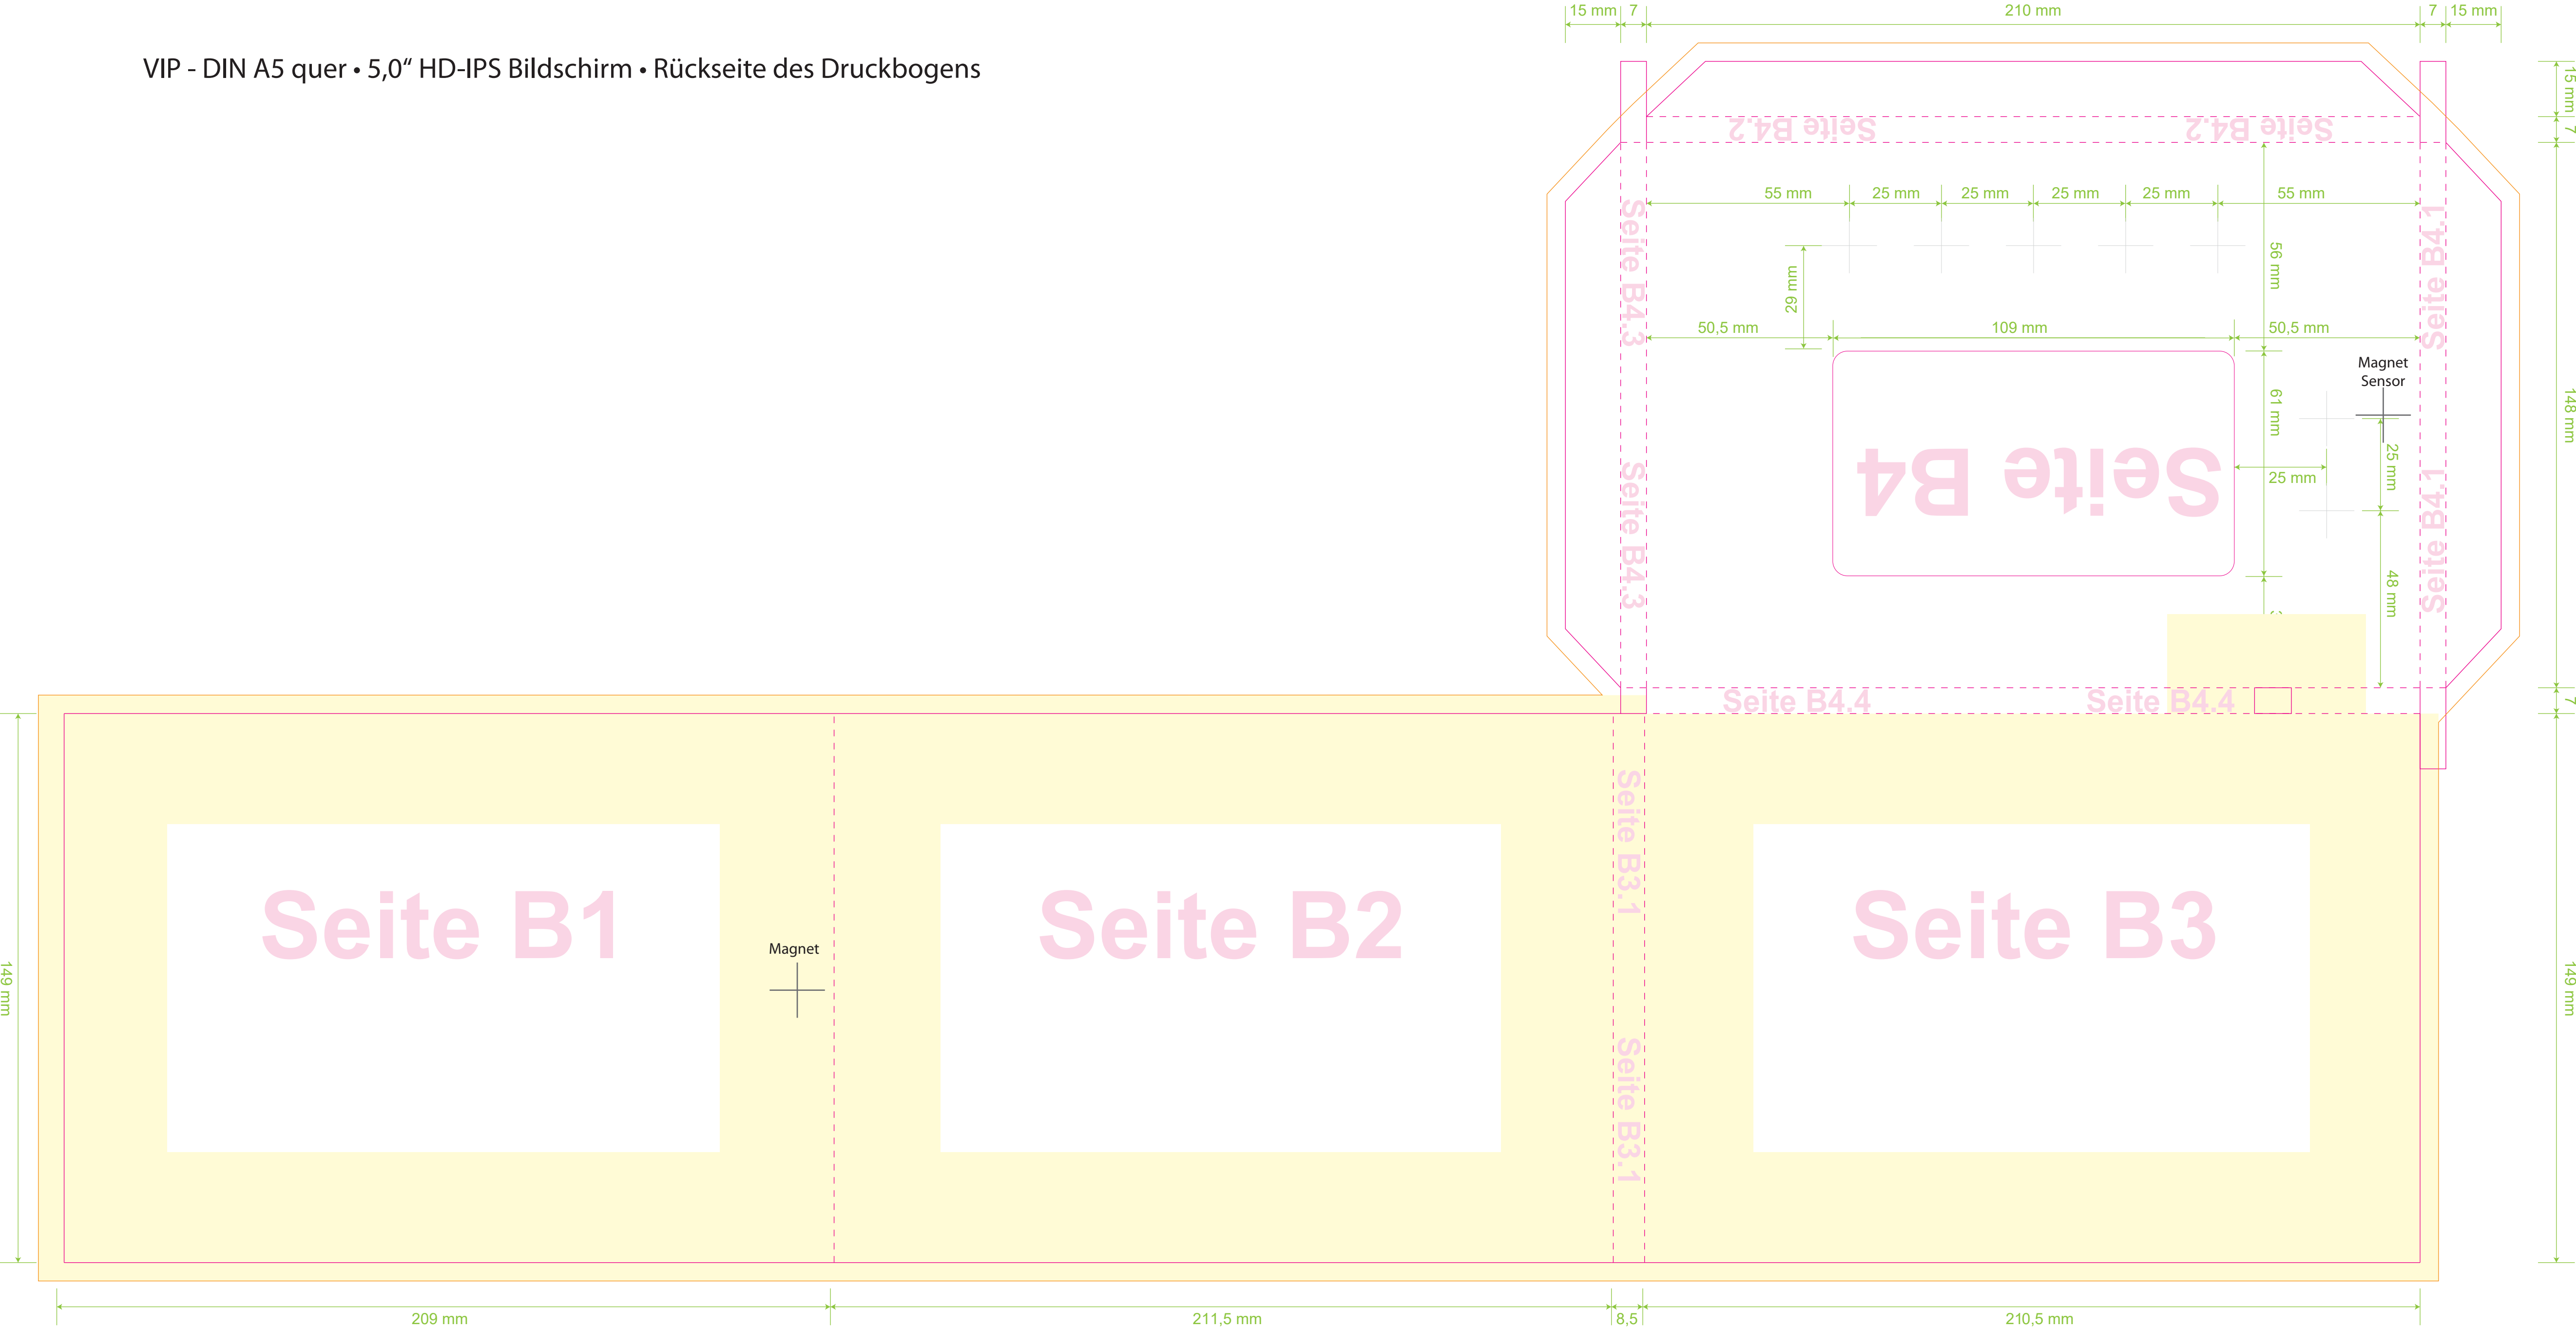 15 mm 7 210 mm 7 15 mm
VIP - DIN A5 quer • 5,0“ HD-IPS Bildschirm • Rückseite des Druckbogens
15 mm
Seite B4.2 Seite B4.2
7
55 mm 25 mm 25 mm 25 mm 25 mm 55 mm
Seite B4.3
Seite B4.1
56 mm
29 mm
50,5 mm 109 mm 50,5 mm
Magnet
Sensor
61 mm
148 mm
Seite B4
25 mm
25 mm
Seite B4.3
Seite B4.1
48 mm
Seite B4.4 Seite B4.4
7
Seite B3.1
Seite B1
Seite B2
Seite B3
Magnet
149 mm
149 mm
Seite B3.1
209 mm 211,5 mm 8,5 210,5 mm